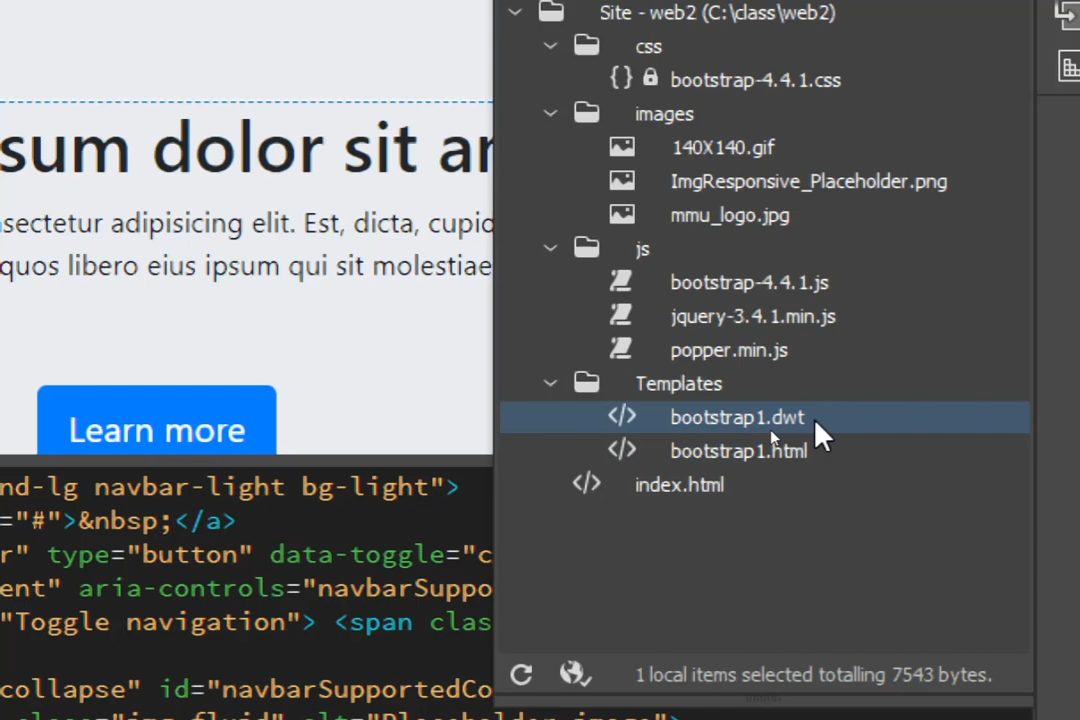 Site - web2 (C:\class\web2)
css
bootstrap-4.4.1.css
images
140X140.gif
ImgResponsive_Placeholder.png
mmu_logo.jpg
js
bootstrap-4.4.1.js
jquery-3.4.1.min.js
popper.min.js
Templates
bootstrap1.dwt
bootstrap1.html
index.html
1 local items selected totalling 7543 bytes.
sum dolor sit a
sectetur adipisicing elit. Est, dicta, cupid
quos libero eius ipsum qui sit molestiae
Learn more
nd-lg navbar-light bg-light">
="#">&nbsp;</a>
r" type="button" data-toggle="c
ent" aria-controls="navbarSuppo
"Toggle navigation"> <span clas
collapse" id="navbarSupportedCo